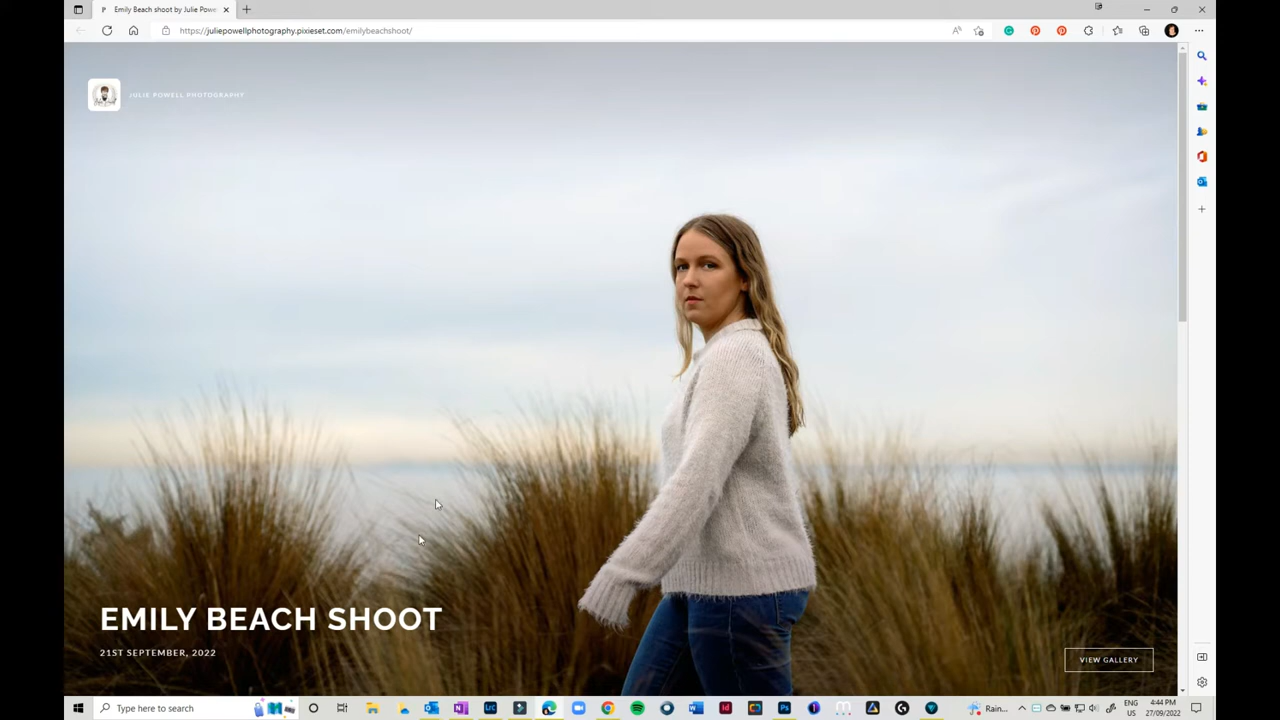 Emily Beach shoot by Julie Powe
https://juliepowellphotography.pixieset.com/emilybeachshoot/
JULIE POWELL PHOTOGRAPHY
EMILY BEACH SHOOT
21ST SEPTEMBER, 2022
VIEW GALLERY
Type here to search
Rain...
ENG
US
4:44 PM
27/09/2022